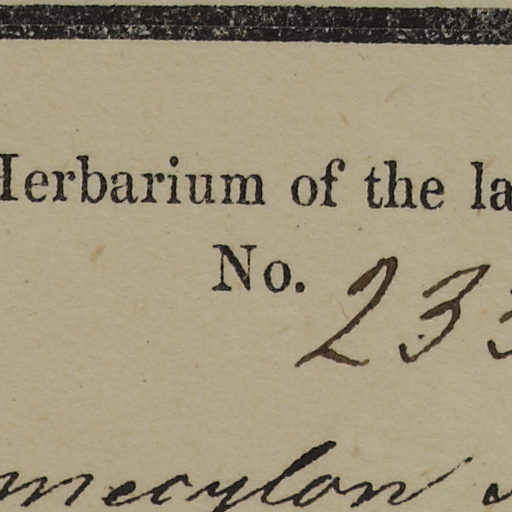 Herbarium of the la
No. 233
mecylon